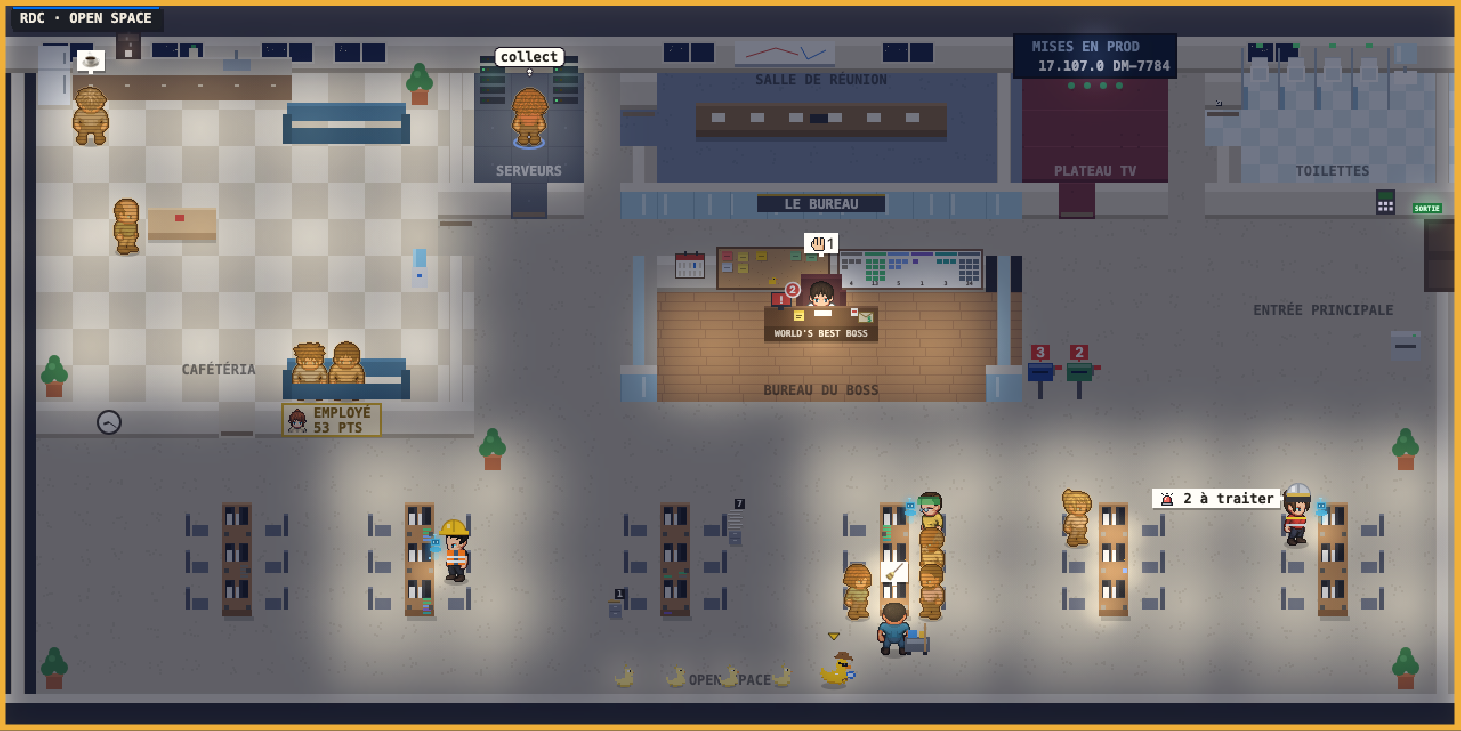 RDC · OPEN SPACE
collect
MISES EN PROD
17.107.0 DM-7784
SALLE DE RÉUNION
SERVEURS
PLATEAU TV
TOILETTES
LE BUREAU
SORTIE
1
2
WORLD'S BEST BOSS
ENTRÉE PRINCIPALE
3
2
CAFÉTÉRIA
BUREAU DU BOSS
EMPLOYÉ
53 PTS
7
2 à traiter
1
OPEN SPACE